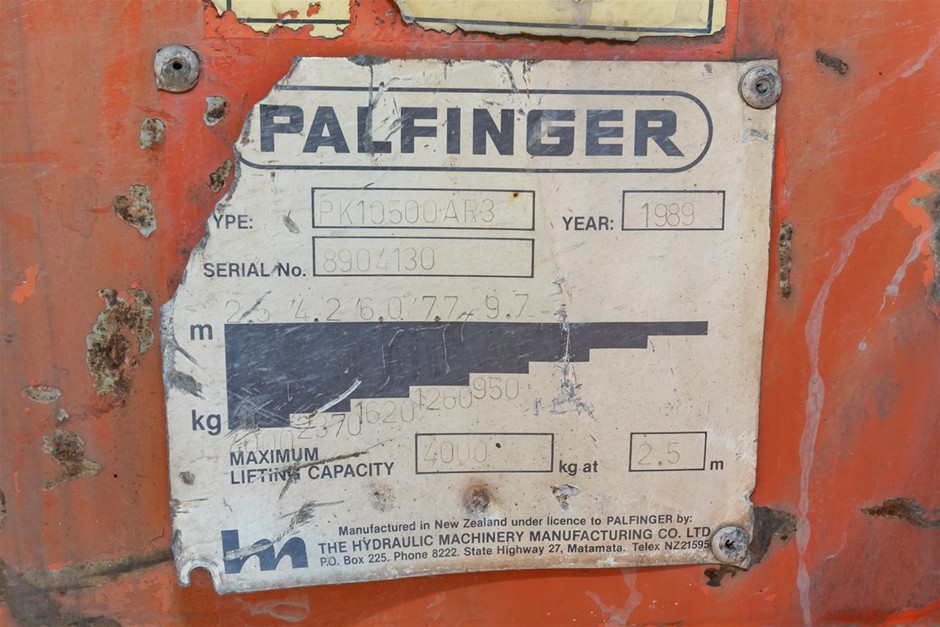 PALFINGER
YPE: PK10500 AR3 YEAR: 1989
SERIAL No. 8904130
m 2.5 4.2 6.0 7.7 9.7
kg 4000 2370 1620 1260 950
MAXIMUM
LIFTING CAPACITY 4000 kg at 2.5 m
hm
Manufactured in New Zealand under licence to PALFINGER by:
THE HYDRAULIC MACHINERY MANUFACTURING CO. LTD
P.O. Box 225. Phone 8222. State Highway 27, Matamata. Telex NZ21595